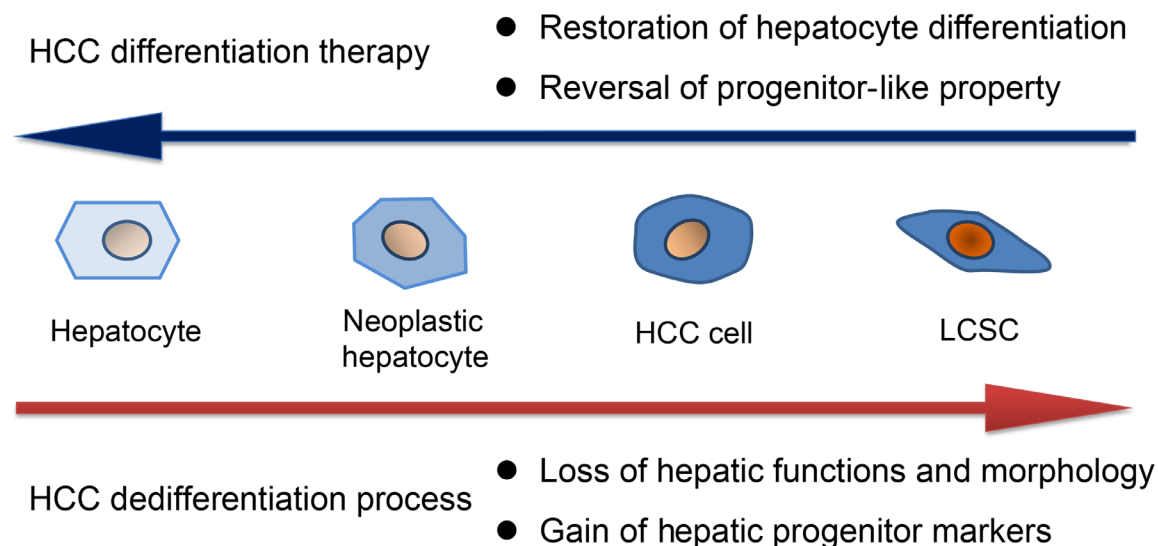 HCC differentiation therapy
● Restoration of hepatocyte differentiation
● Reversal of progenitor-like property
Hepatocyte
Neoplastic
hepatocyte
HCC cell
LCSC
HCC dedifferentiation process
● Loss of hepatic functions and morphology
● Gain of hepatic progenitor markers